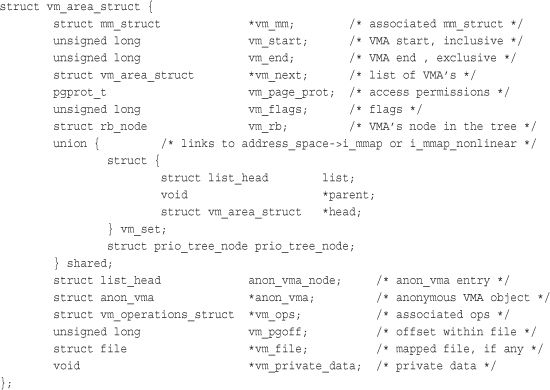 struct vm_area_struct {
        struct mm_struct             *vm_mm;        /* associated mm_struct */
        unsigned long                vm_start;      /* VMA start, inclusive */
        unsigned long                vm_end;        /* VMA end , exclusive */
        struct vm_area_struct        *vm_next;      /* list of VMA's */
        pgprot_t                     vm_page_prot;  /* access permissions */
        unsigned long                vm_flags;      /* flags */
        struct rb_node               vm_rb;         /* VMA's node in the tree */
        union {         /* links to address_space->i_mmap or i_mmap_nonlinear */
                struct {
                        struct list_head        list;
                        void                    *parent;
                        struct vm_area_struct   *head;
                } vm_set;
                struct prio_tree_node prio_tree_node;
        } shared;
        struct list_head             anon_vma_node;     /* anon_vma entry */
        struct anon_vma              *anon_vma;         /* anonymous VMA object */
        struct vm_operations_struct  *vm_ops;           /* associated ops */
        unsigned long                vm_pgoff;          /* offset within file */
        struct file                  *vm_file;          /* mapped file, if any */
        void                         *vm_private_data;  /* private data */
};